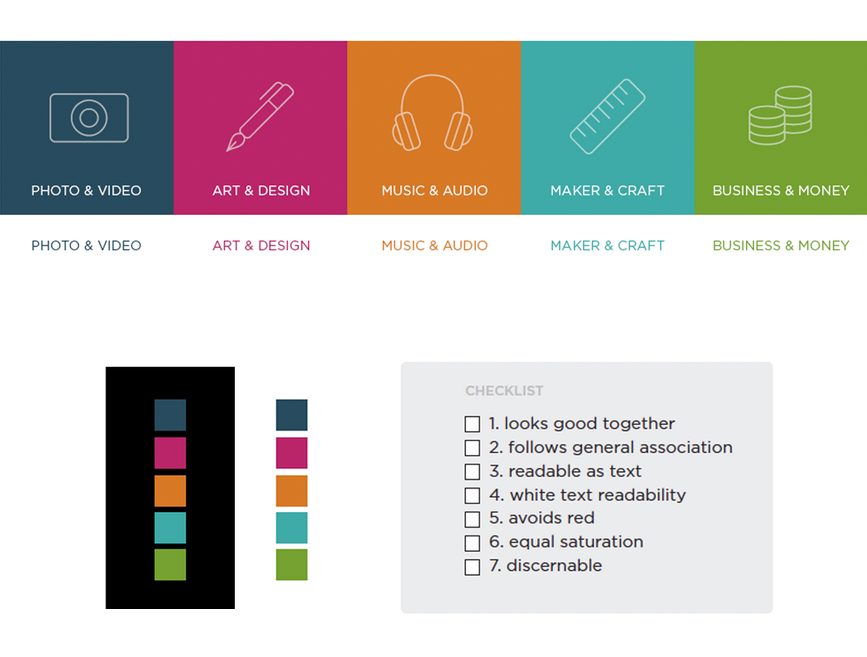 PHOTO & VIDEO ART & DESIGN MUSIC & AUDIO MAKER & CRAFT BUSINESS & MONEY
PHOTO & VIDEO ART & DESIGN MUSIC & AUDIO MAKER & CRAFT BUSINESS & MONEY
CHECKLIST
1. looks good together
2. follows general association
3. readable as text
4. white text readability
5. avoids red
6. equal saturation
7. discernable